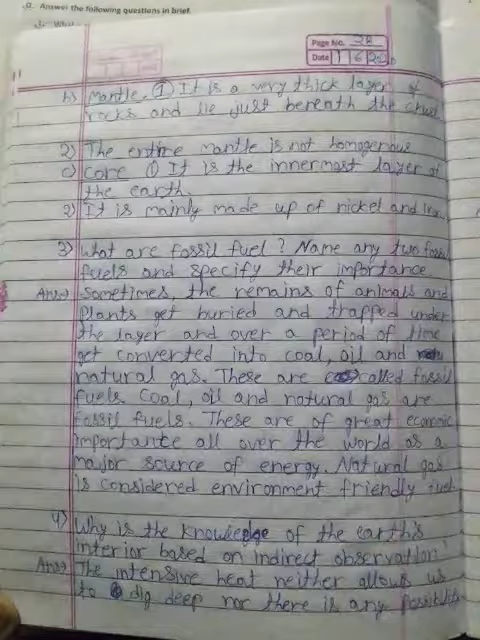 Q. Answer the following questions in brief.
Page No. 28
Date 1 6 202
b) Mantle. ① It is a very thick layer of
rocks and lie just bereath the crust
2) The entire mantle is not homogenous
c) Core ① It is the innermost layer of
the earth.
2) It is mainly made up of nickel and iron
3) What are fossil fuel? Name any two fossil
fuels and specify their importance
Ans) Sometimes, the remains of animals and
plants get buried and trapped under
the layer and over a period of time
get converted into coal, oil and
natural gas. These are called fossil
fuels. Coal, oil and natural gas are
fossil fuels. These are of great economic
importance all over the world as a
major source of energy. Natural gas
is considered environment friendly fuel.
4) Why is the knowledge of the earth's
interior based on indirect observation?
Ans) The intensive heat neither allows us
to dig deep nor there is any possibility